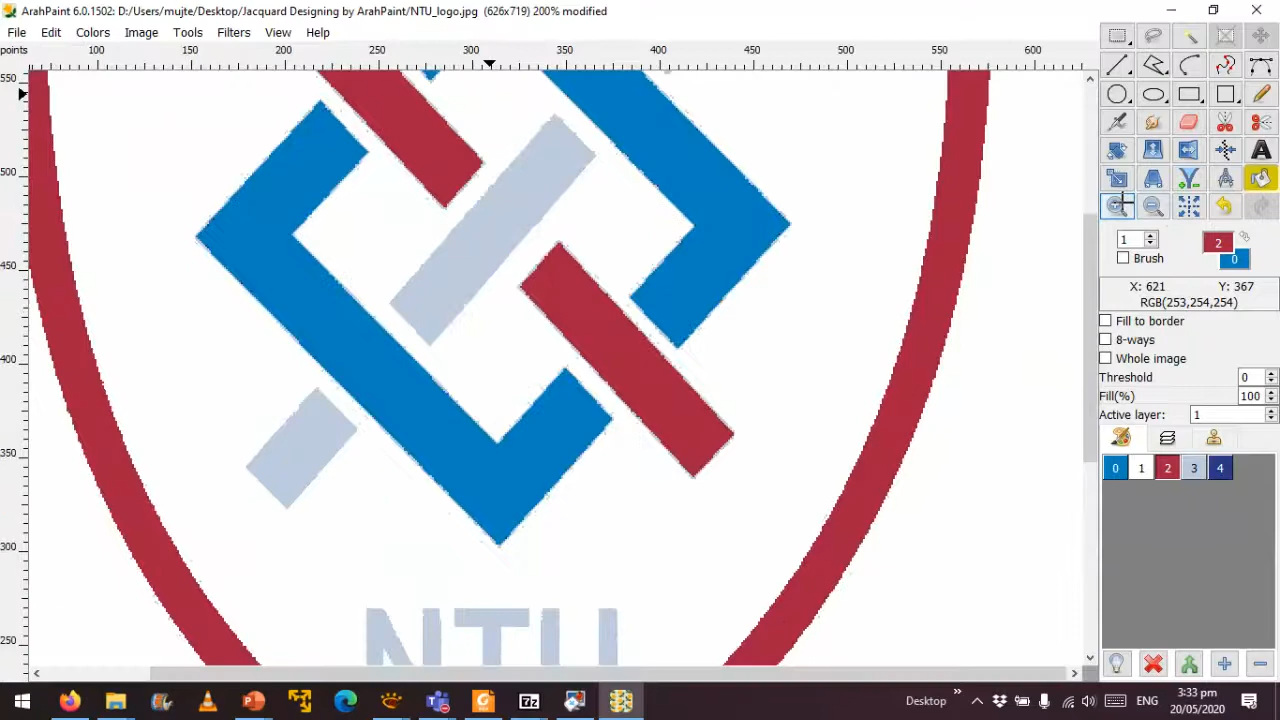 ArahPaint 6.0.1502: D:/Users/mujte/Desktop/Jacquard Designing by ArahPaint/NTU_logo.jpg (626x719) 200% modified
File Edit Colors Image Tools Filters View Help
points 100 150 200 250 300 350 400 450 500 550 600
550
500
450
400
350
300
250
NTU
A
1
2
0
Brush
X: 621 Y: 367
RGB(253,254,254)
Fill to border
8-ways
Whole image
Threshold 0
Fill(%) 100
Active layer: 1
0 1 2 3 4
7z
Desktop
ENG
3:33 pm
20/05/2020